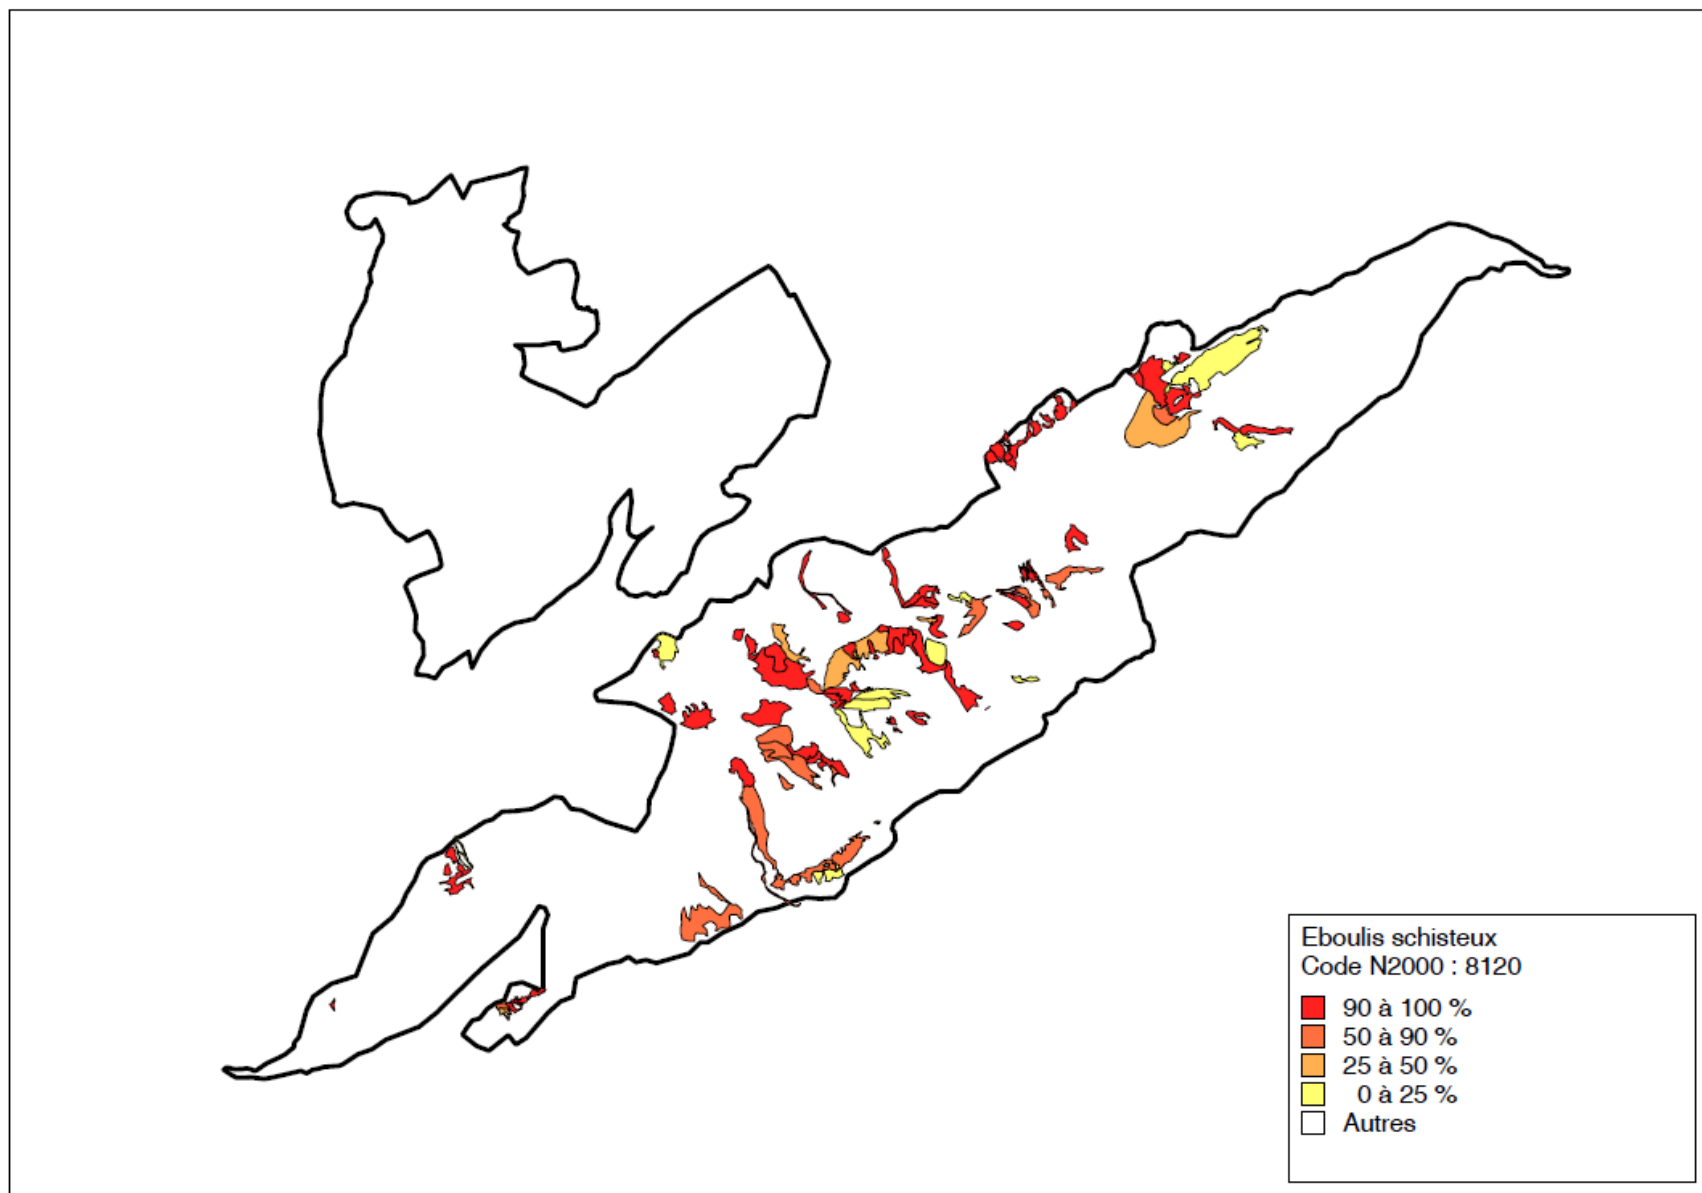 Eboulis schisteux
Code N2000 : 8120
90 à 100 %
50 à 90 %
25 à 50 %
0 à 25 %
Autres